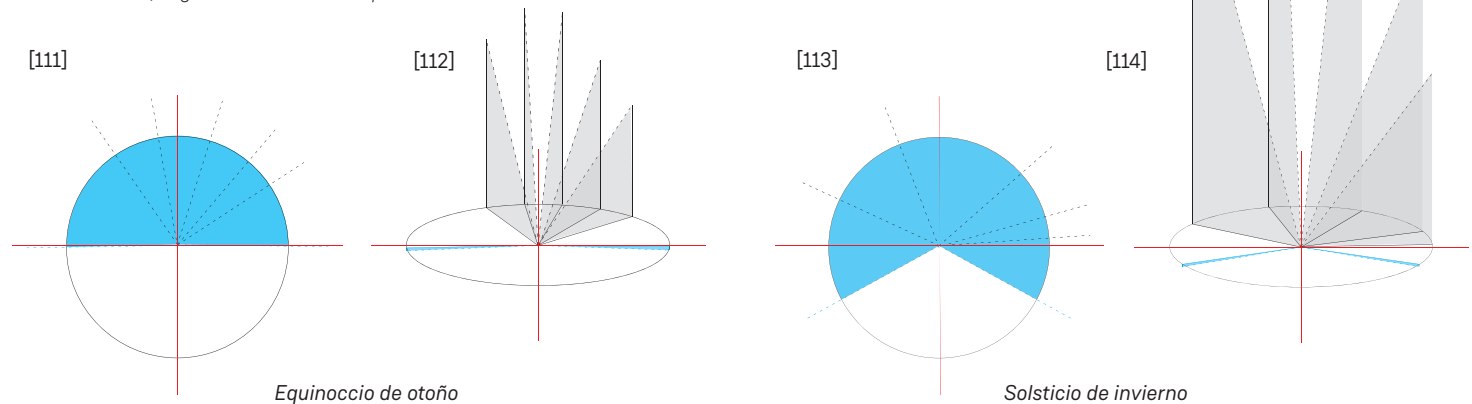 [111]
[112]
[113]
[114]
Equinoccio de otoño
Solsticio de invierno